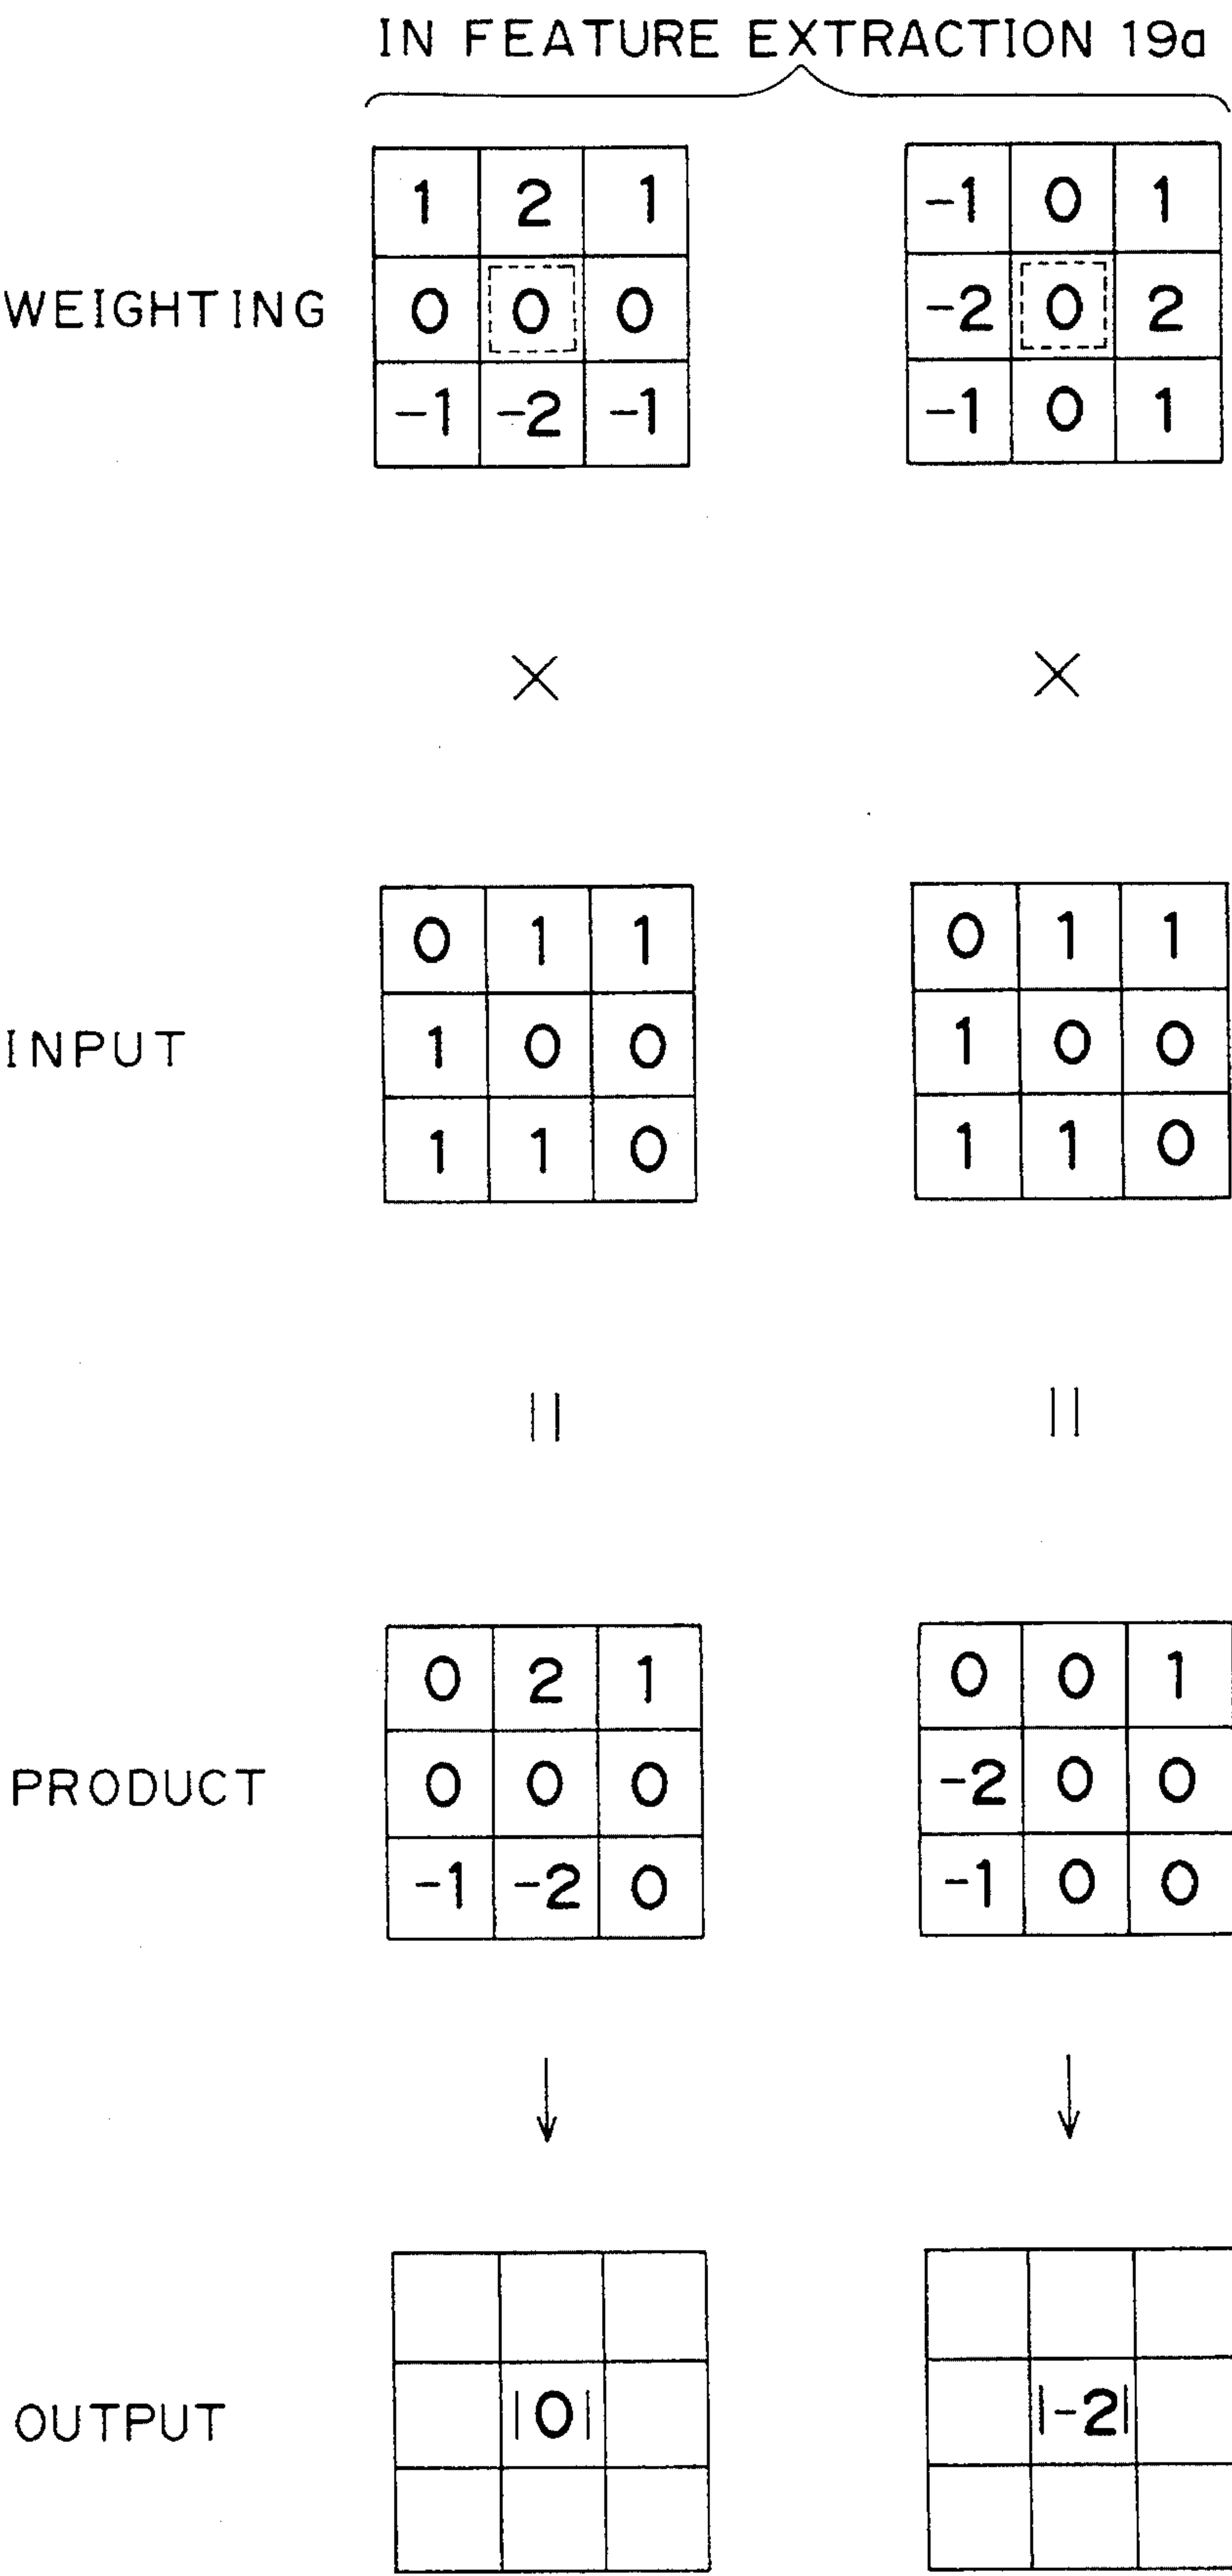 IN FEATURE EXTRACTION 19a
1 2 1 -1 0 1
WEIGHTING 0 0 0 -2 0 2
-1 -2 -1 -1 0 1
× ×
0 1 1 0 1 1
INPUT 1 0 0 1 0 0
1 1 0 1 1 0
|| ||
0 2 1 0 0 1
PRODUCT 0 0 0 -2 0 0
-1 -2 0 -1 0 0
OUTPUT |0| |-2|